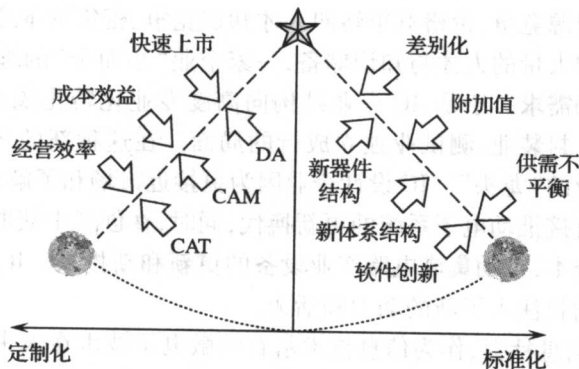 快速上市
差别化
成本效益
附加值
经营效率
DA
新器件
结构
供需不
平衡
CAM
新体系结构
CAT
软件创新
定制化
标准化